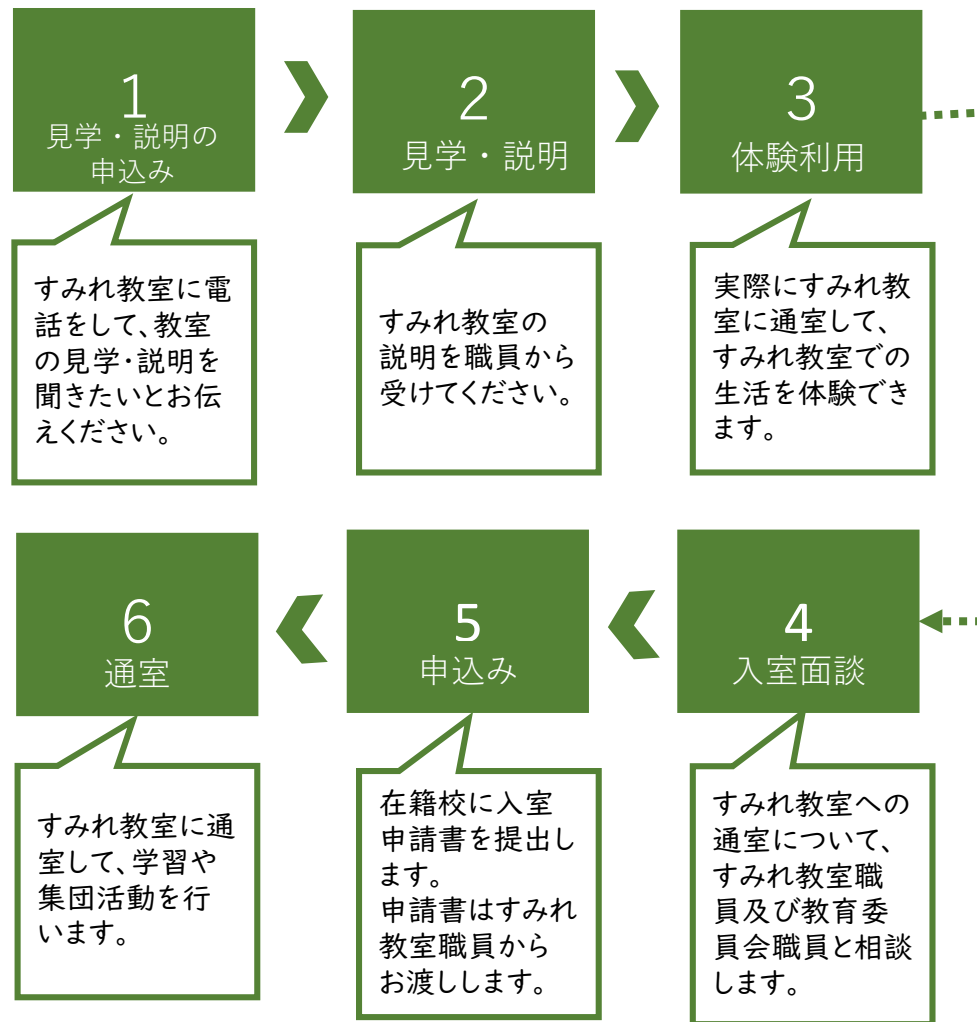 1
見学・説明の
申込み
すみれ教室に電
話をして、教室
の見学・説明を
聞きたいとお伝
えください。
2
見学・説明
すみれ教室の
説明を職員から
受けてください。
3
体験利用
実際にすみれ教
室に通室して、
すみれ教室での
生活を体験でき
ます。
4
入室面談
すみれ教室への
通室について、
すみれ教室職
員及び教育委
員会職員と相談
します。
5
申込み
在籍校に入室
申請書を提出し
ます。
申請書はすみれ
教室職員から
お渡しします。
6
通室
すみれ教室に通
室して、学習や
集団活動を行
います。